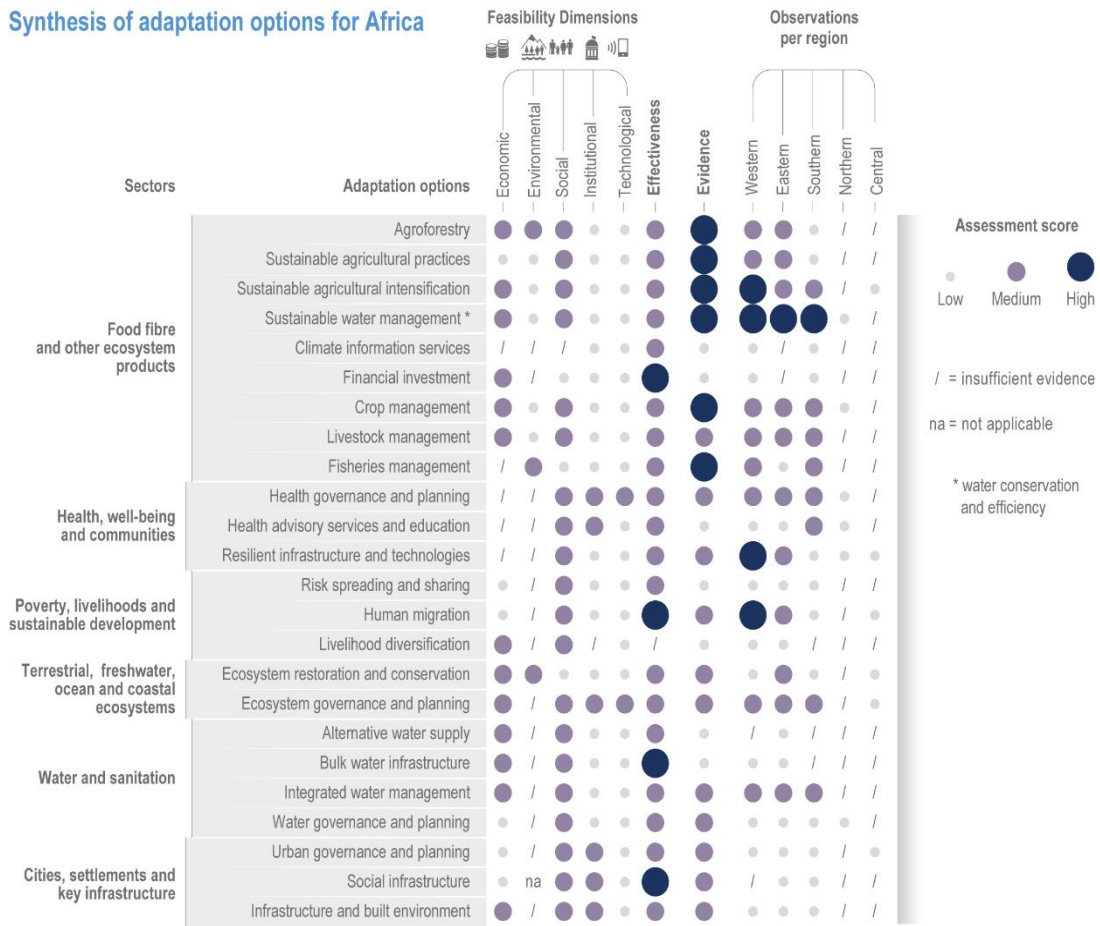 Synthesis of adaptation options for Africa
Feasibility Dimensions
Observations
per region
Sectors
Adaptation options
Economic
Environmental
Social
Institutional
Technological
Effectiveness
Evidence
Western
Eastern
Southern
Northern
Central
Food fibre
and other ecosystem
products
Agroforestry / /
Sustainable agricultural practices / /
Sustainable agricultural intensification /
Sustainable water management * /
Climate information services / / / / / /
Financial investment / / / /
Crop management /
Livestock management / /
Fisheries management / / /
Health, well-being
and communities
Health governance and planning / / /
Health advisory services and education / / /
Resilient infrastructure and technologies / /
Poverty, livelihoods and
sustainable development
Risk spreading and sharing / / /
Human migration / /
Livelihood diversification / / / / / /
Terrestrial, freshwater,
ocean and coastal
ecosystems
Ecosystem restoration and conservation /
Ecosystem governance and planning / /
Water and sanitation
Alternative water supply / / / / /
Bulk water infrastructure / / / /
Integrated water management / / /
Water governance and planning / /
Cities, settlements and
key infrastructure
Urban governance and planning / /
Social infrastructure na / / /
Infrastructure and built environment / / /
Assessment score
Low Medium High
/ = insufficient evidence
na = not applicable
* water conservation
and efficiency